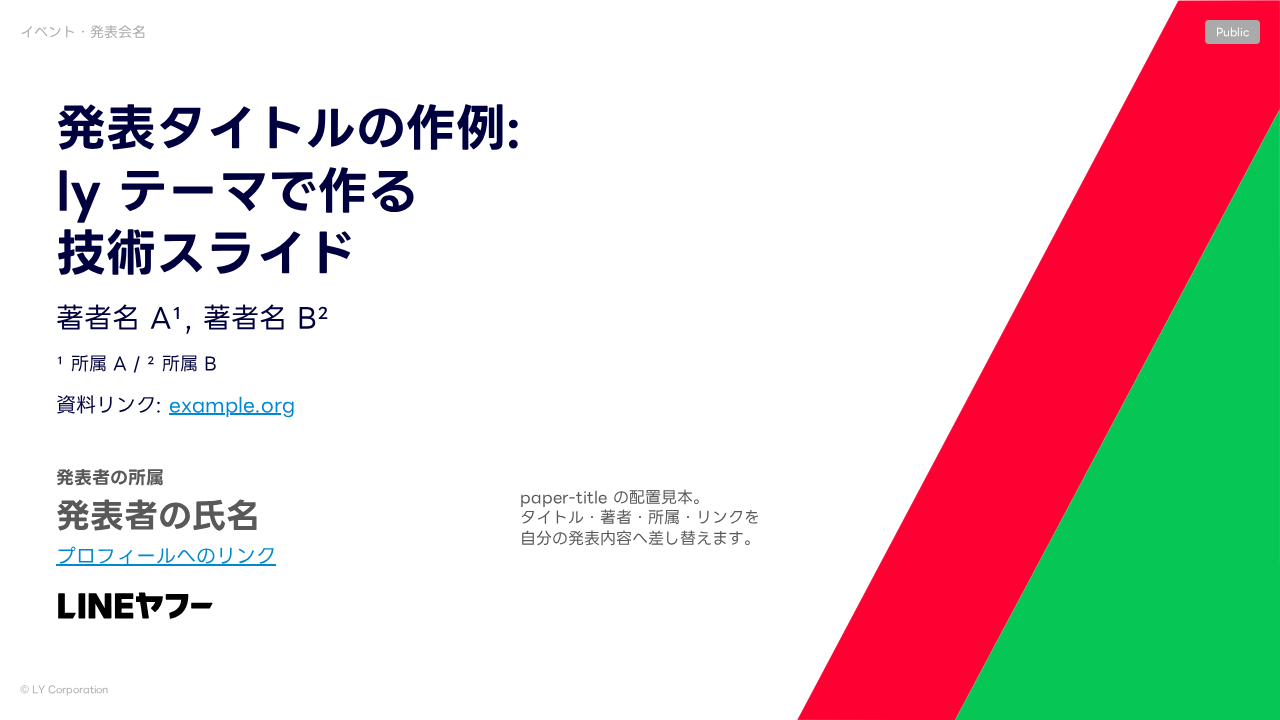 イベント・発表会名
Public
発表タイトルの作例:
ly テーマで作る
技術スライド
著者名 A¹, 著者名 B²
¹ 所属 A / ² 所属 B
資料リンク: example.org
発表者の所属
発表者の氏名
プロフィールへのリンク
paper-title の配置見本。
タイトル・著者・所属・リンクを
自分の発表内容へ差し替えます。
LINEヤフー
© LY Corporation